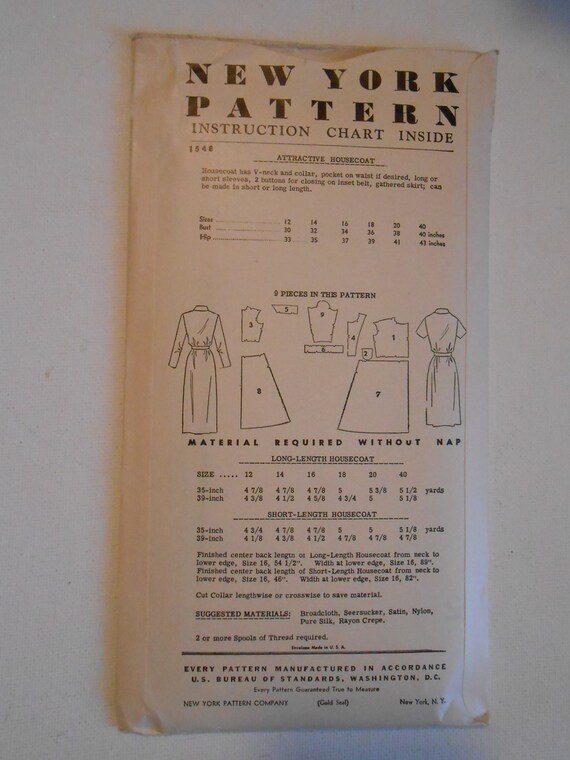 NEW YORK
PATTERN
INSTRUCTION CHART INSIDE
1548
ATTRACTIVE HOUSECOAT
Housecoat has V-neck and collar, pocket on waist if desired, long or
short sleeves, 2 buttons for closing on inset belt, gathered skirt; can
be made in short or long length.
Sizes 12 14 16 18 20 40
Bust 30 32 34 36 38 40 inches
Hip 33 35 37 39 41 43 inches
9 PIECES IN THIS PATTERN
3 5 9 4 1
6 2
8 7
MATERIAL REQUIRED WITHOUT NAP
LONG-LENGTH HOUSECOAT
SIZE ..... 12 14 16 18 20 40
35-inch 4 7/8 4 7/8 4 7/8 5 5 3/8 5 1/2 yards
39-inch 4 3/8 4 1/2 4 5/8 4 3/4 5 5 1/8
SHORT-LENGTH HOUSECOAT
35-inch 4 3/4 4 7/8 4 7/8 5 5 5 1/8 yards
39-inch 4 1/8 4 3/8 4 1/2 4 7/8 4 7/8 5
Finished center back length of Long-Length Housecoat from neck to
lower edge, Size 16, 54 1/2". Width at lower edge, Size 16, 89".
Finished center back length of Short-Length Housecoat from neck to
lower edge, Size 16, 46". Width at lower edge, Size 16, 82".
Cut Collar lengthwise or crosswise to save material.
SUGGESTED MATERIALS: Broadcloth, Seersucker, Satin, Nylon,
Pure Silk, Rayon Crepe.
2 or more Spools of Thread required.
Envelope Made in U. S. A.
EVERY PATTERN MANUFACTURED IN ACCORDANCE
U. S. BUREAU OF STANDARDS, WASHINGTON, D. C.
Every Pattern Guaranteed True to Measure
NEW YORK PATTERN COMPANY (Gold Seal) New York, N. Y.